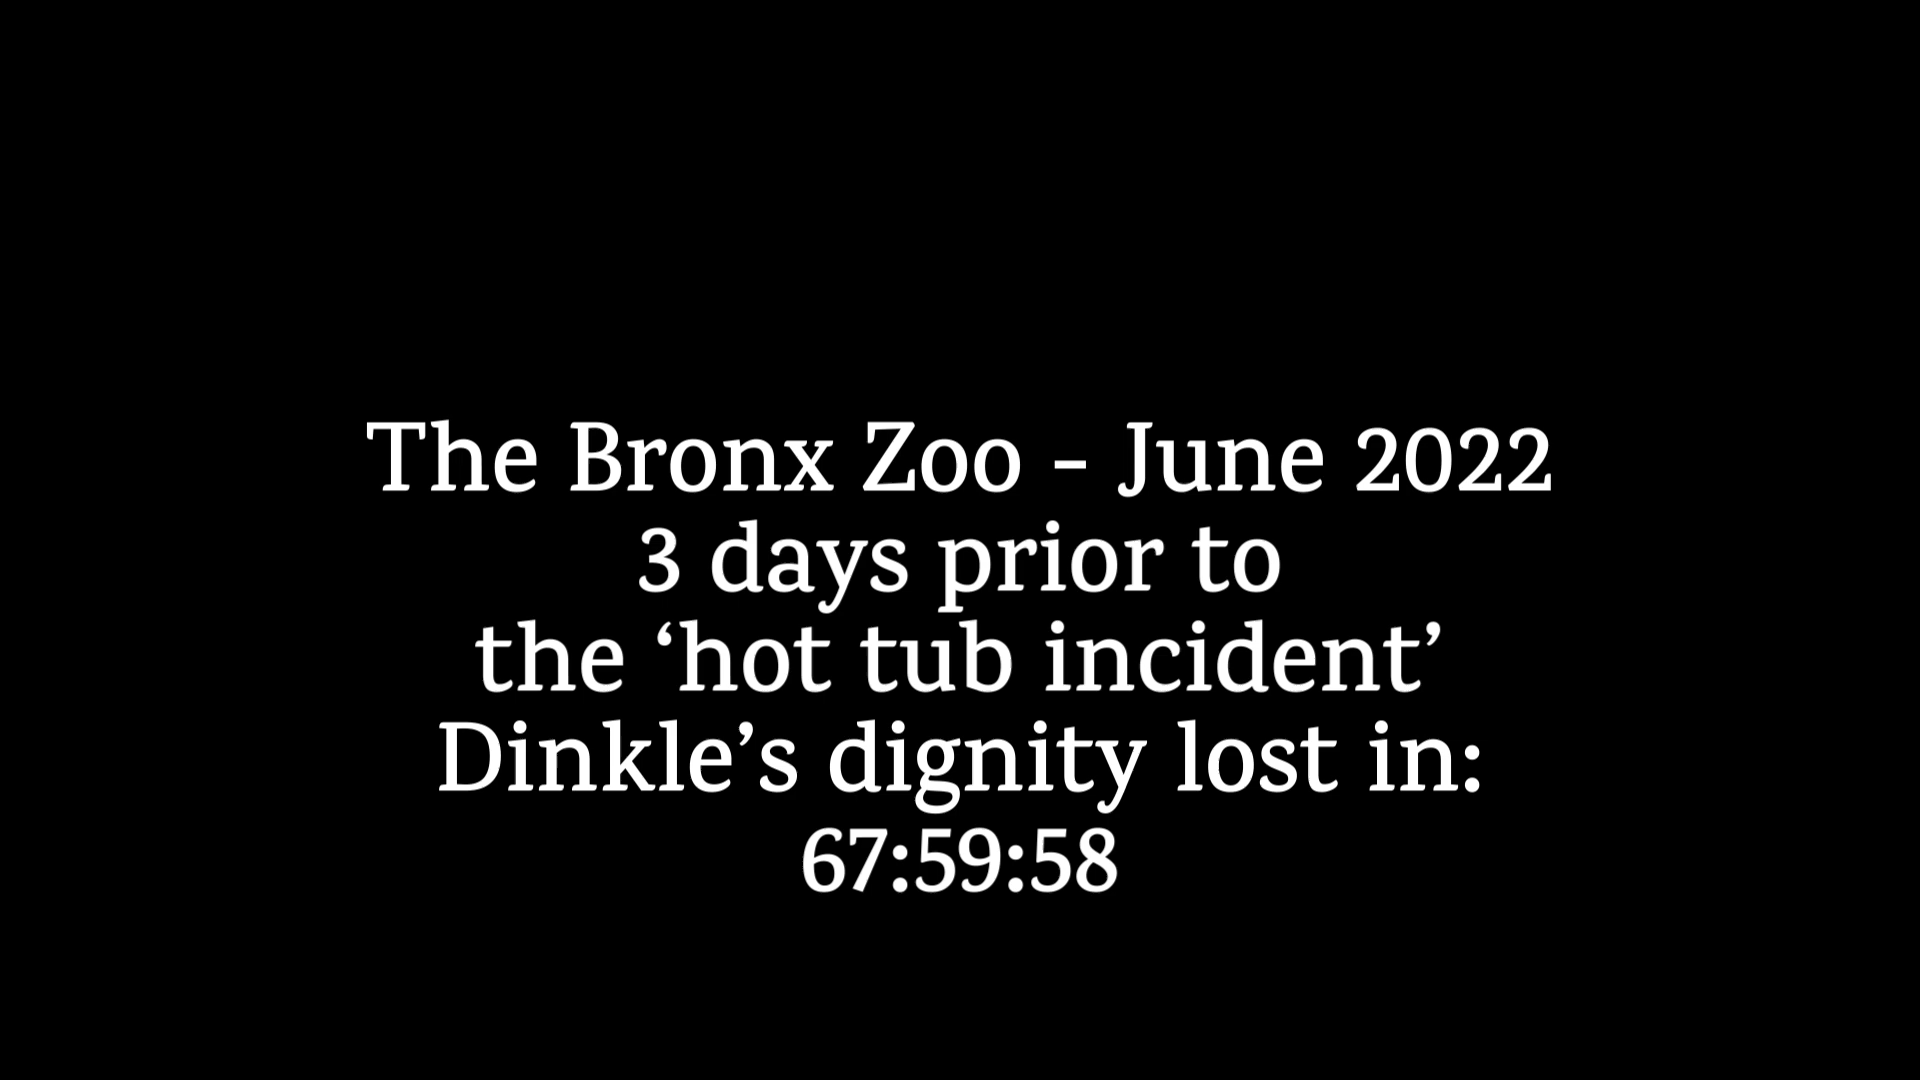 The Bronx Zoo - June 2022
3 days prior to
the ‘hot tub incident’
Dinkle’s dignity lost in:
67:59:58